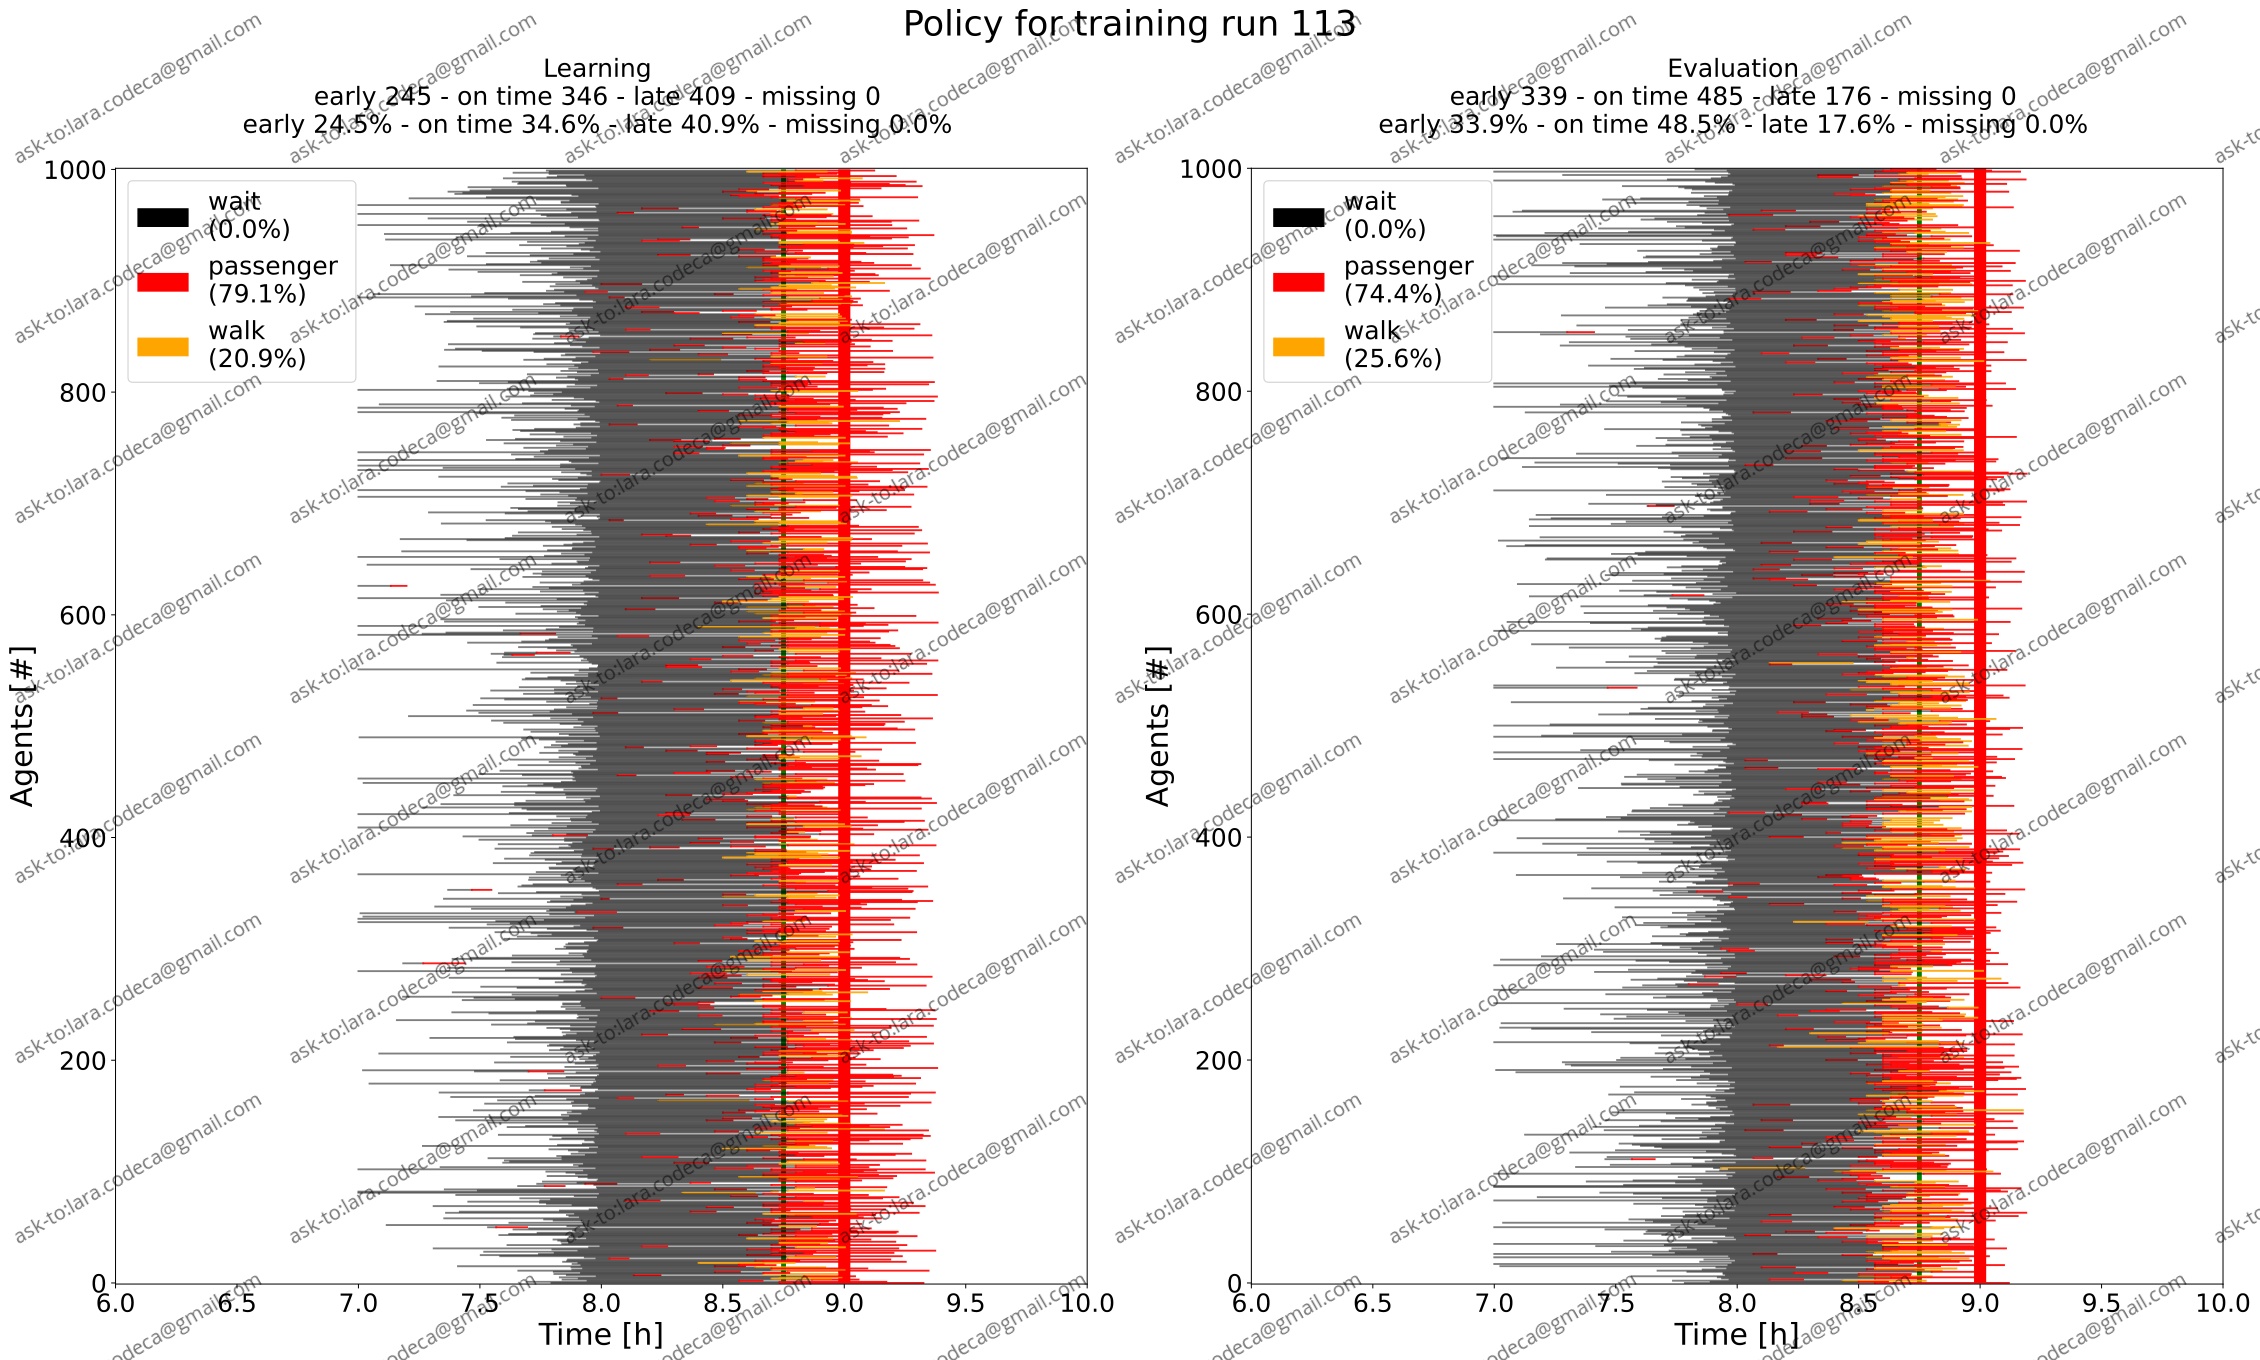 Policy for training run 113
Learning
early 245 - on time 346 - late 409 - missing 0
early 24.5% - on time 34.6% - late 40.9% - missing 0.0%
Evaluation
early 339 - on time 485 - late 176 - missing 0
early 33.9% - on time 48.5% - late 17.6% - missing 0.0%
wait
(0.0%)
passenger
(79.1%)
walk
(20.9%)
wait
(0.0%)
passenger
(74.4%)
walk
(25.6%)
Agents [#]
1000
800
600
400
200
0
6.0 6.5 7.0 7.5 8.0 8.5 9.0 9.5 10.0
Time [h]
Agents [#]
1000
800
600
400
200
0
6.0 6.5 7.0 7.5 8.0 8.5 9.0 9.5 10.0
Time [h]
ask-to:lara.codeca@gmail.com